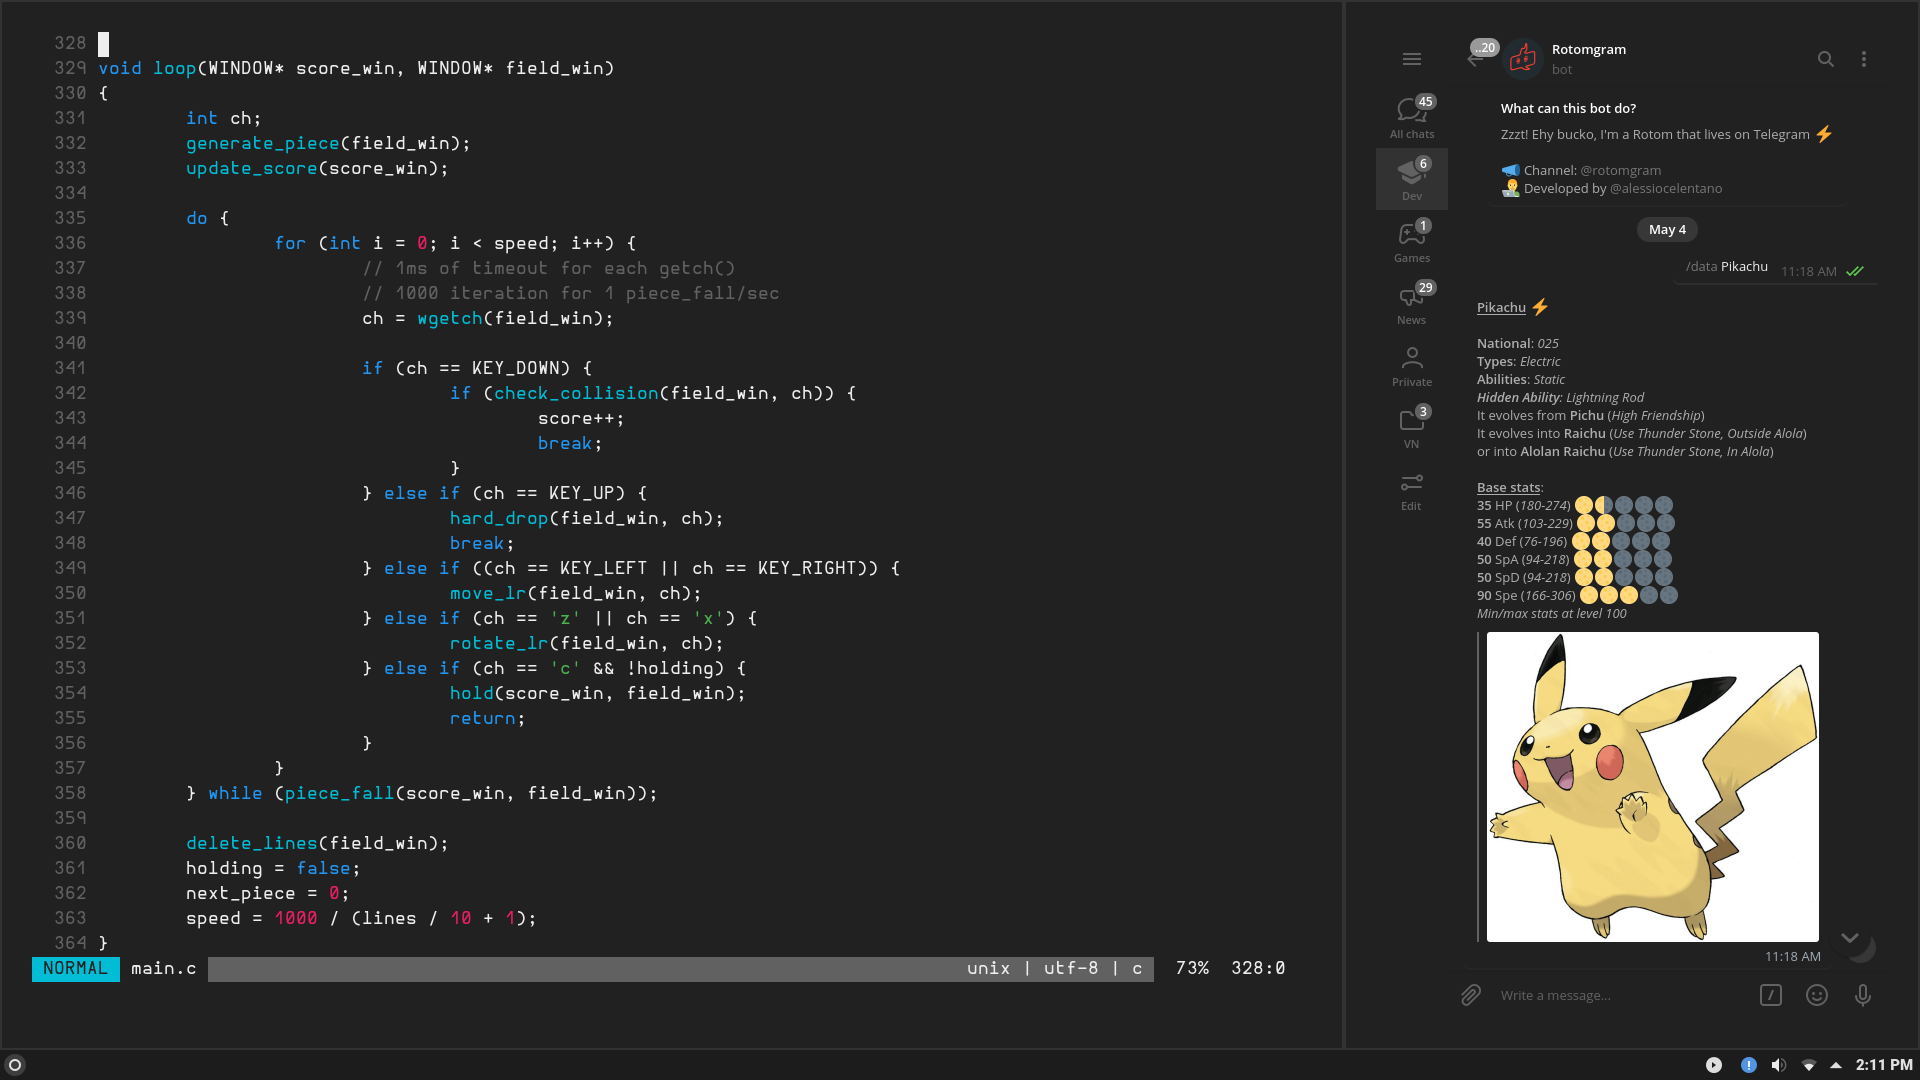 328
329 void loop(WINDOW* score_win, WINDOW* field_win)
330 {
331         int ch;
332         generate_piece(field_win);
333         update_score(score_win);
334
335         do {
336                 for (int i = 0; i < speed; i++) {
337                         // 1ms of timeout for each getch()
338                         // 1000 iteration for 1 piece_fall/sec
339                         ch = wgetch(field_win);
340
341                         if (ch == KEY_DOWN) {
342                                 if (check_collision(field_win, ch)) {
343                                         score++;
344                                         break;
345                                 }
346                         } else if (ch == KEY_UP) {
347                                 hard_drop(field_win, ch);
348                                 break;
349                         } else if ((ch == KEY_LEFT || ch == KEY_RIGHT)) {
350                                 move_lr(field_win, ch);
351                         } else if (ch == 'z' || ch == 'x') {
352                                 rotate_lr(field_win, ch);
353                         } else if (ch == 'c' && !holding) {
354                                 hold(score_win, field_win);
355                                 return;
356                         }
357                 }
358         } while (piece_fall(score_win, field_win));
359
360         delete_lines(field_win);
361         holding = false;
362         next_piece = 0;
363         speed = 1000 / (lines / 10 + 1);
364 }
NORMAL main.c unix | utf-8 | c 73% 328:0
..20
Rotomgram
bot
45
All chats
6
Dev
1
Games
29
News
Priivate
3
VN
Edit
What can this bot do?
Zzzt! Ehy bucko, I'm a Rotom that lives on Telegram ⚡
📣 Channel: @rotomgram
👨‍💻 Developed by @alessiocelentano
May 4
/data Pikachu 11:18 AM
Pikachu ⚡
National: 025
Types: Electric
Abilities: Static
Hidden Ability: Lightning Rod
It evolves from Pichu (High Friendship)
It evolves into Raichu (Use Thunder Stone, Outside Alola)
or into Alolan Raichu (Use Thunder Stone, In Alola)
Base stats:
35 HP (180-274)
55 Atk (103-229)
40 Def (76-196)
50 SpA (94-218)
50 SpD (94-218)
90 Spe (166-306)
Min/max stats at level 100
11:18 AM
Write a message...
2:11 PM